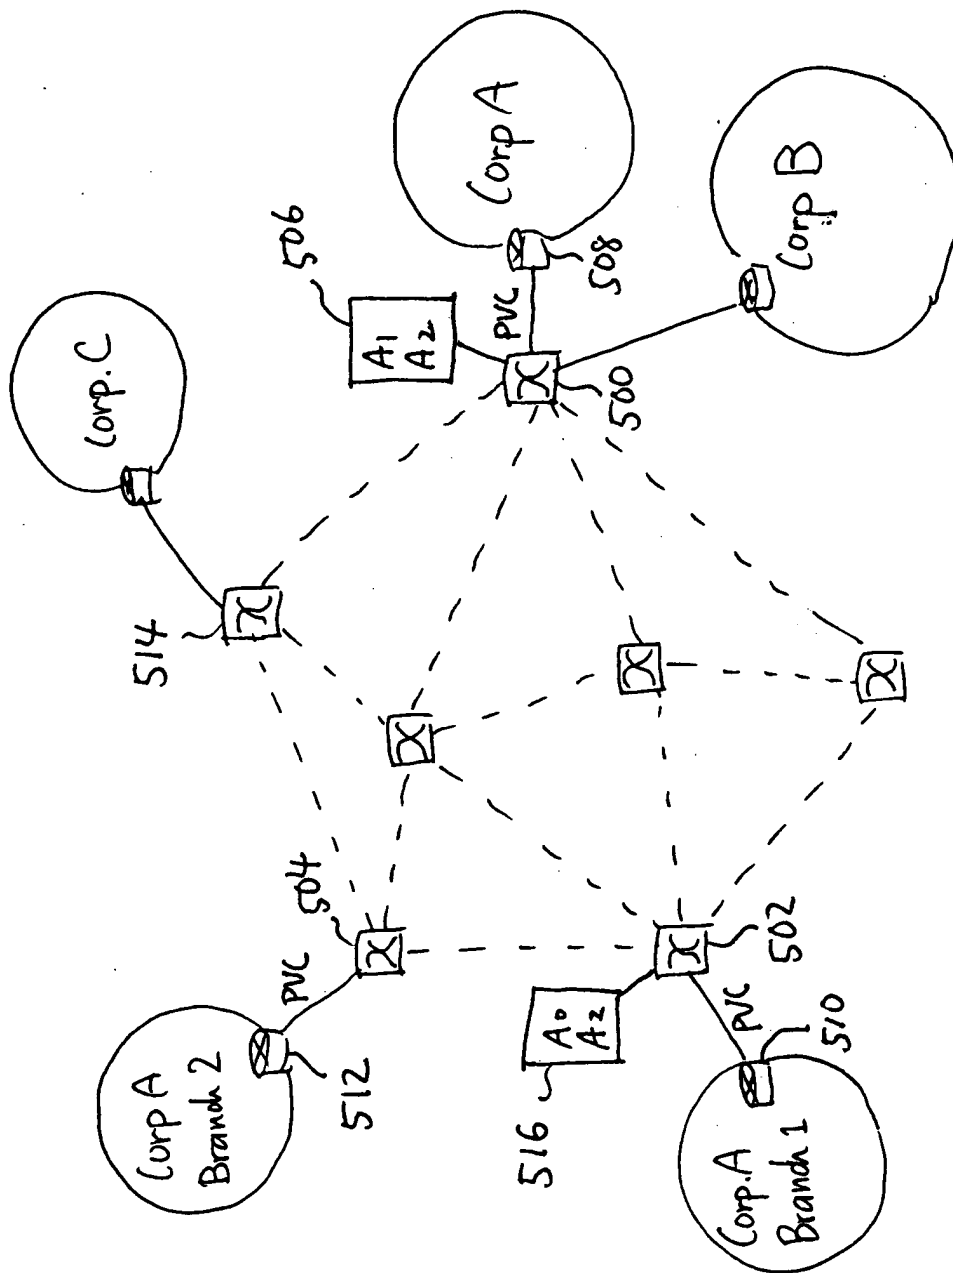 Corp A
Branch 2
512
PVC
504
514
Corp. C
516
A0
A2
Corp.A
Branch 1
510
PVC
502
506
A1
A2
PVC
508
500
Corp A
Corp B
X
X
X
X
X
X
X